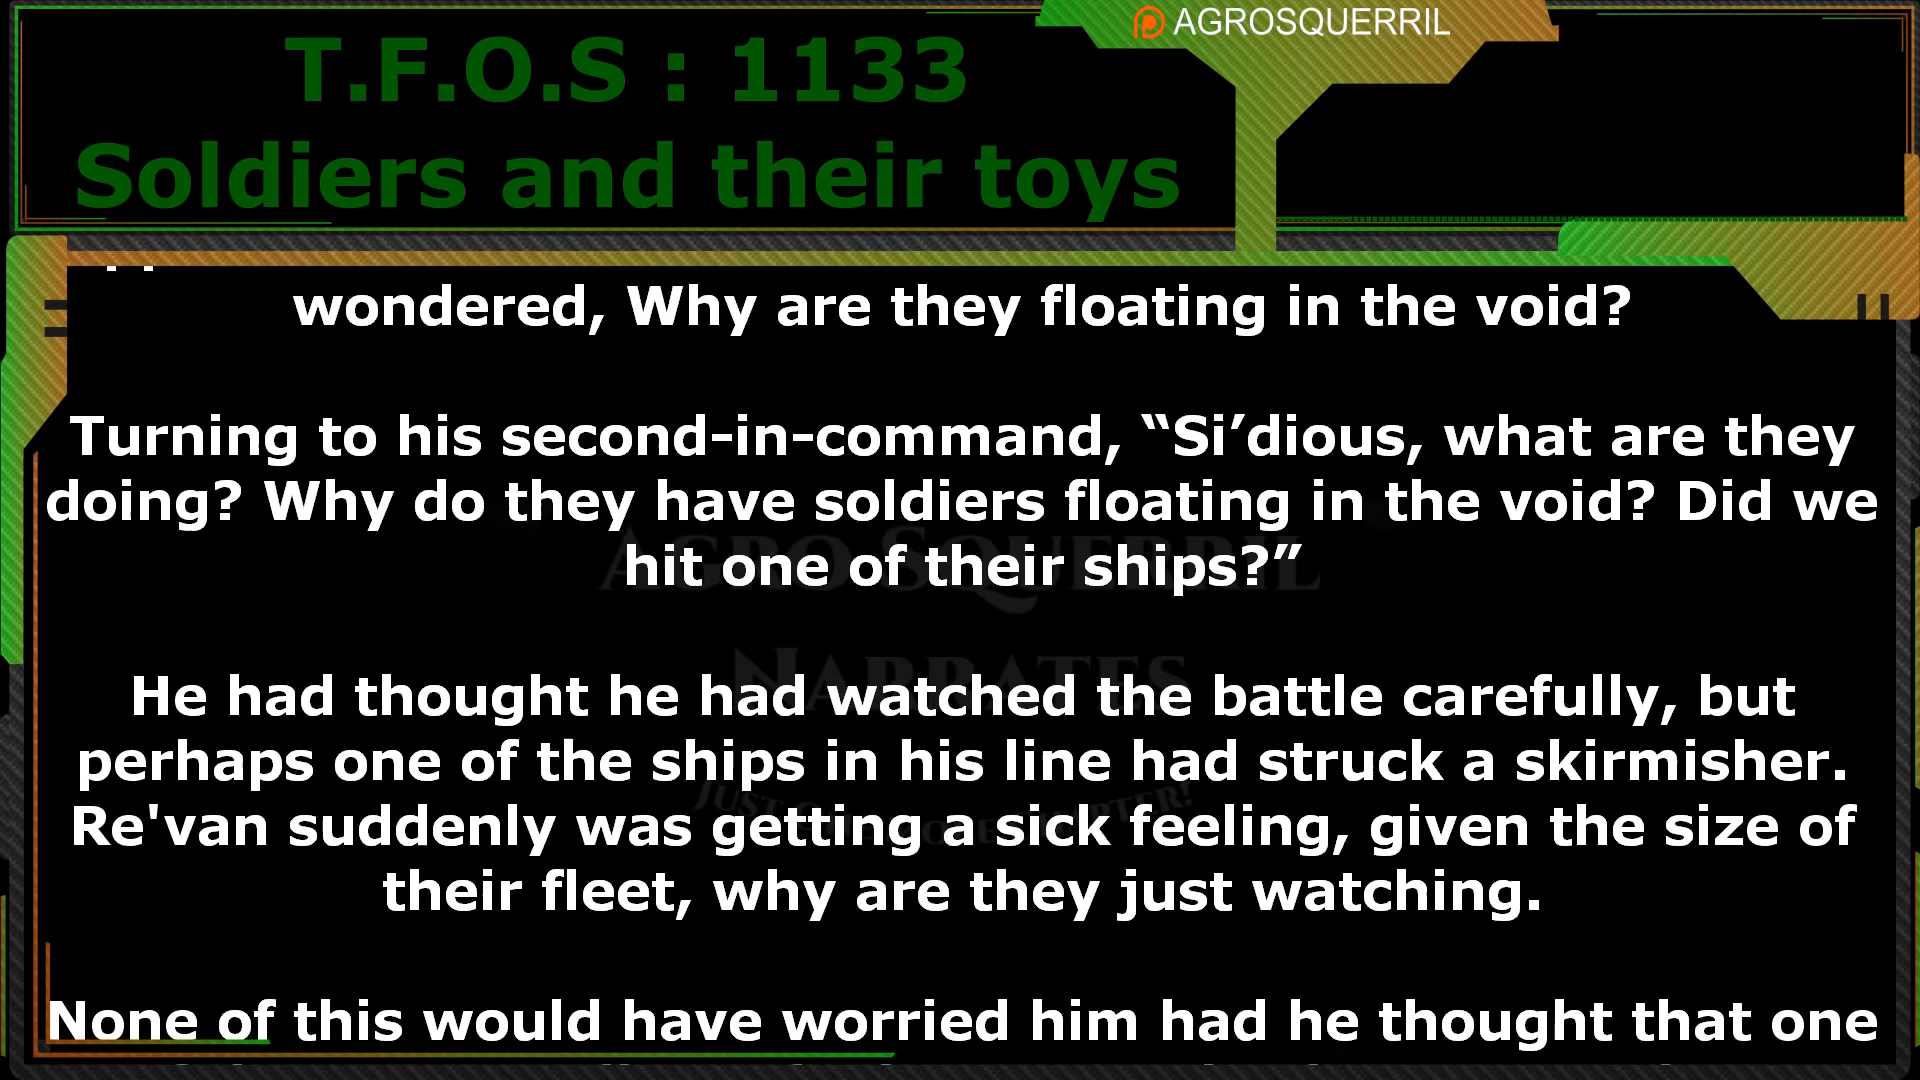 AGROSQUERRIL
T.F.O.S : 1133
Soldiers and their toys
wondered, Why are they floating in the void?
Turning to his second-in-command, “Si’dious, what are they
doing? Why do they have soldiers floating in the void? Did we
hit one of their ships?”
Agro Squerril
Narrates
He had thought he had watched the battle carefully, but
perhaps one of the ships in his line had struck a skirmisher.
Re'van suddenly was getting a sick feeling, given the size of
their fleet, why are they just watching.
None of this would have worried him had he thought that one